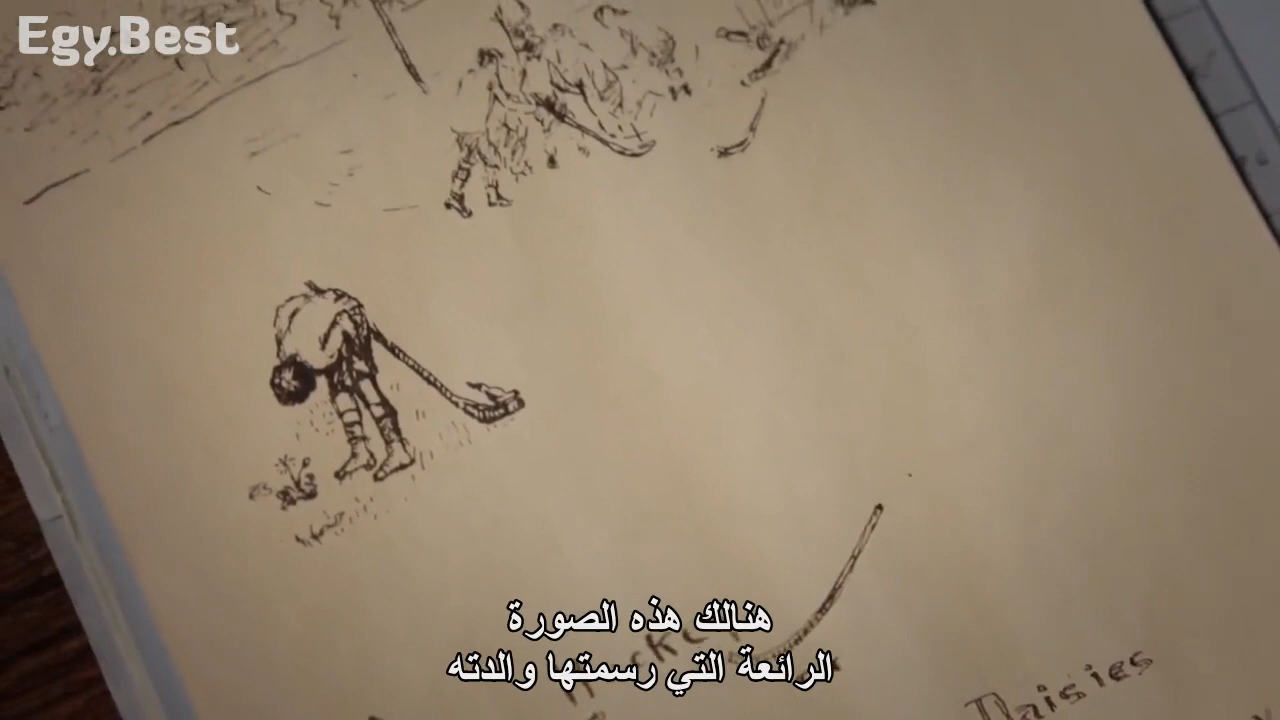 Egy.Best
هنالك هذه الصورة
الرائعة التي رسمتها والدته
Daisies